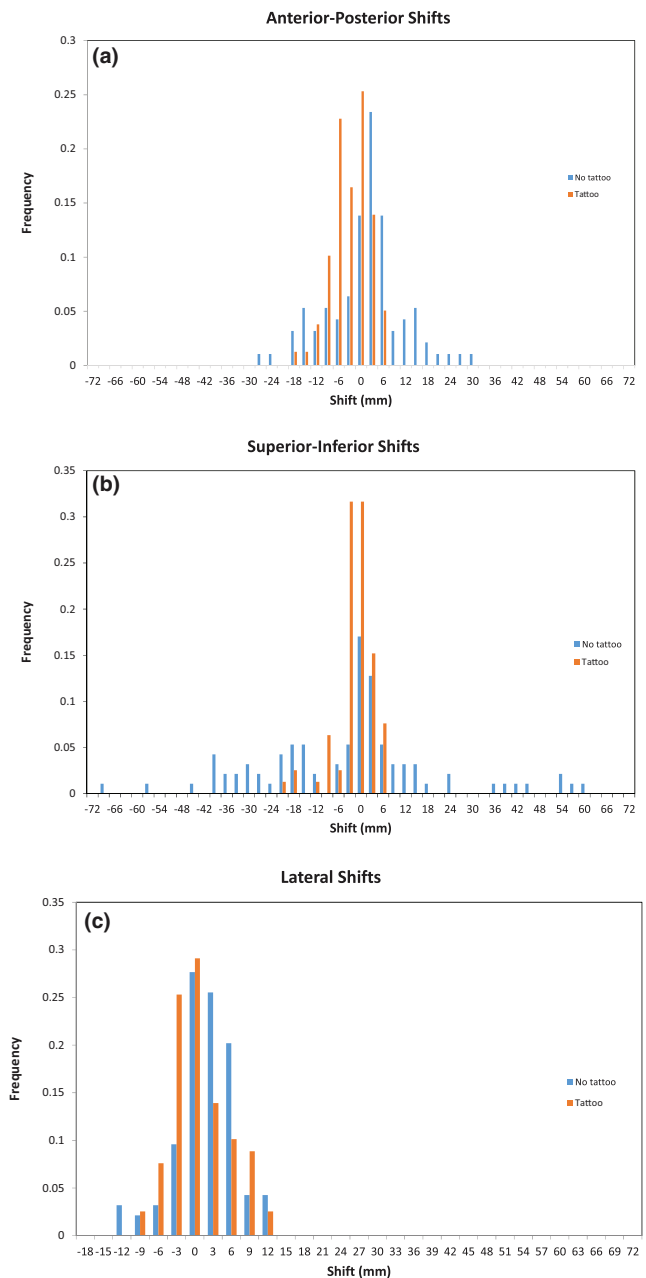 Anterior-Posterior Shifts
(a)
0.3
0.25
0.2
0.15
0.1
0.05
0
Frequency
No tattoo
Tattoo
-72 -66 -60 -54 -48 -42 -36 -30 -24 -18 -12 -6 0 6 12 18 24 30 36 42 48 54 60 66 72
Shift (mm)
Superior-Inferior Shifts
(b)
0.35
0.3
0.25
0.2
0.15
0.1
0.05
0
Frequency
No tattoo
Tattoo
-72 -66 -60 -54 -48 -42 -36 -30 -24 -18 -12 -6 0 6 12 18 24 30 36 42 48 54 60 66 72
Shift (mm)
Lateral Shifts
(c)
0.35
0.3
0.25
0.2
0.15
0.1
0.05
0
Frequency
No tattoo
Tattoo
-18 -15 -12 -9 -6 -3 0 3 6 9 12 15 18 21 24 27 30 33 36 39 42 45 48 51 54 57 60 63 66 69 72
Shift (mm)